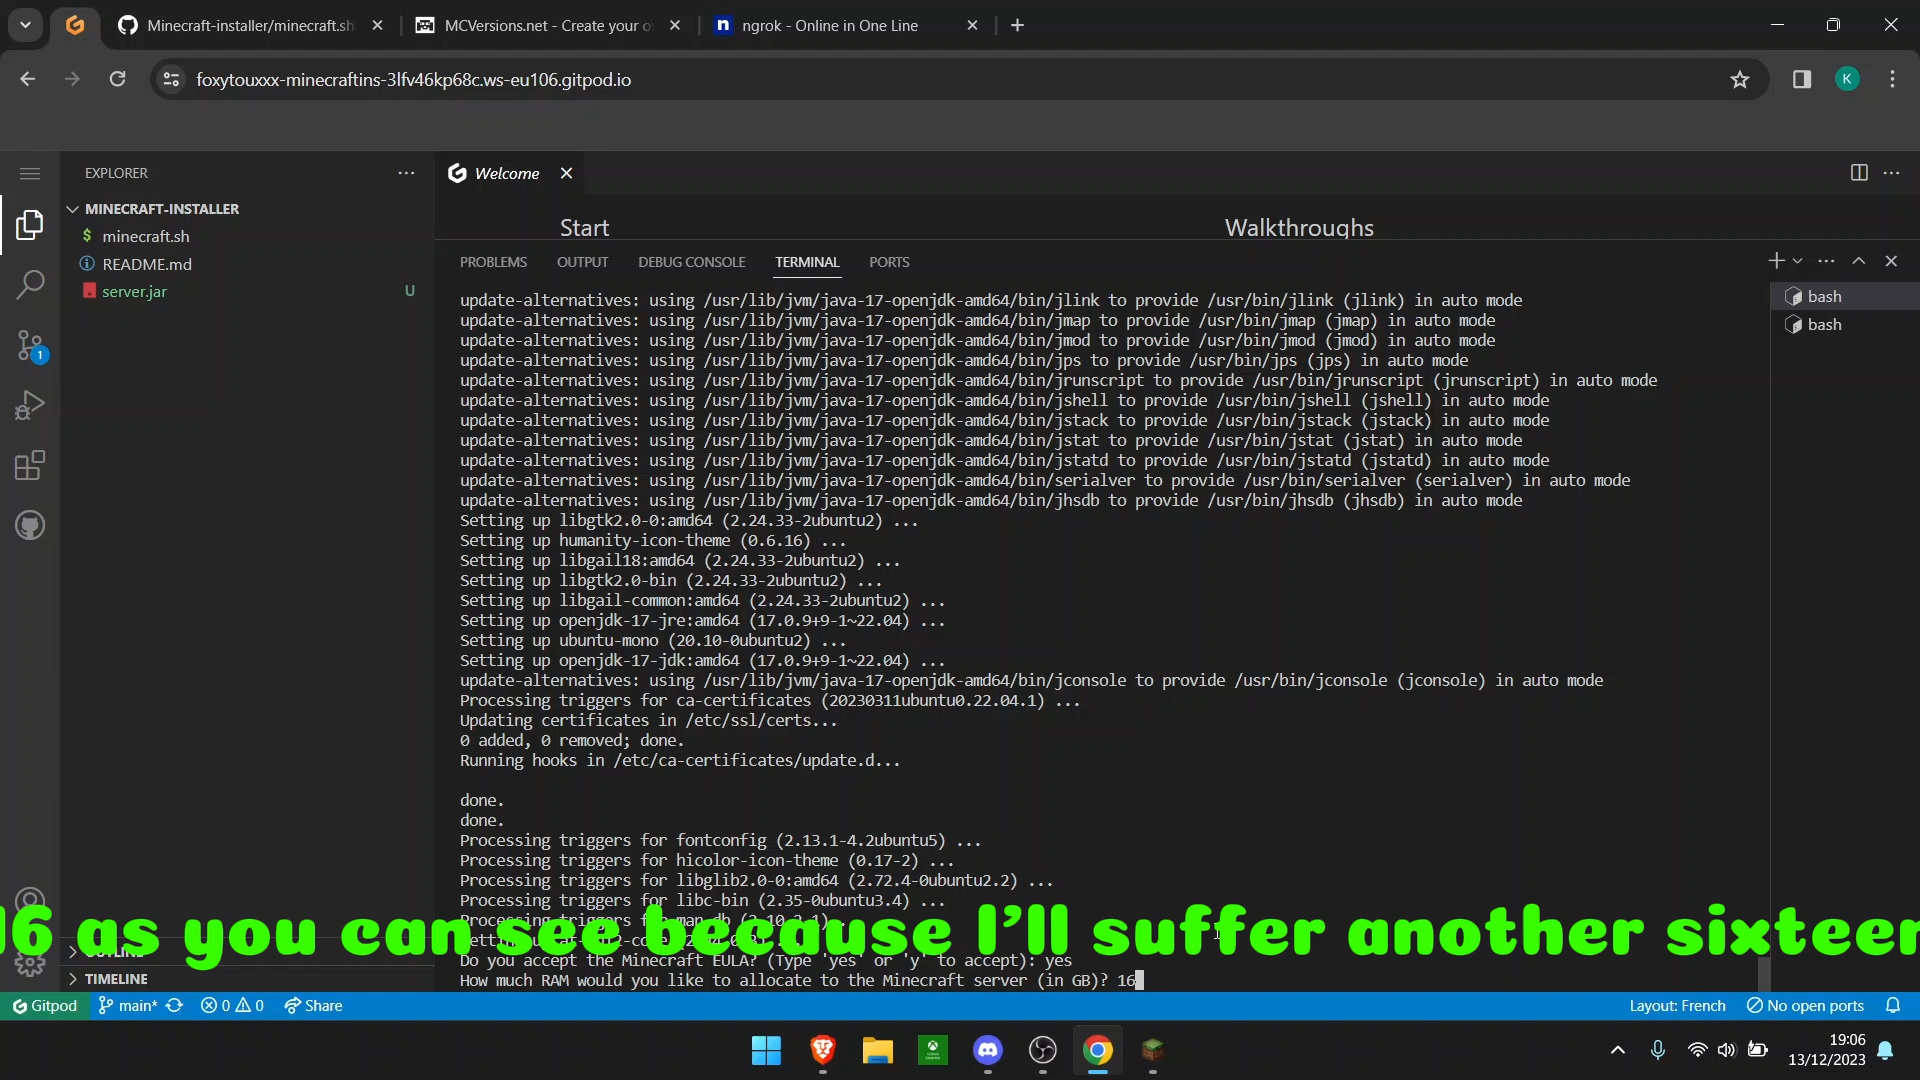 Minecraft-installer/minecraft.sh
MCVersions.net - Create your o
ngrok - Online in One Line
foxytouxxx-minecraftins-3lfv46kp68c.ws-eu106.gitpod.io
K
EXPLORER
Welcome
MINECRAFT-INSTALLER
minecraft.sh
README.md
server.jar U
1
Start
Walkthroughs
PROBLEMS OUTPUT DEBUG CONSOLE TERMINAL PORTS
bash
bash
update-alternatives: using /usr/lib/jvm/java-17-openjdk-amd64/bin/jlink to provide /usr/bin/jlink (jlink) in auto mode
update-alternatives: using /usr/lib/jvm/java-17-openjdk-amd64/bin/jmap to provide /usr/bin/jmap (jmap) in auto mode
update-alternatives: using /usr/lib/jvm/java-17-openjdk-amd64/bin/jmod to provide /usr/bin/jmod (jmod) in auto mode
update-alternatives: using /usr/lib/jvm/java-17-openjdk-amd64/bin/jps to provide /usr/bin/jps (jps) in auto mode
update-alternatives: using /usr/lib/jvm/java-17-openjdk-amd64/bin/jrunscript to provide /usr/bin/jrunscript (jrunscript) in auto mode
update-alternatives: using /usr/lib/jvm/java-17-openjdk-amd64/bin/jshell to provide /usr/bin/jshell (jshell) in auto mode
update-alternatives: using /usr/lib/jvm/java-17-openjdk-amd64/bin/jstack to provide /usr/bin/jstack (jstack) in auto mode
update-alternatives: using /usr/lib/jvm/java-17-openjdk-amd64/bin/jstat to provide /usr/bin/jstat (jstat) in auto mode
update-alternatives: using /usr/lib/jvm/java-17-openjdk-amd64/bin/jstatd to provide /usr/bin/jstatd (jstatd) in auto mode
update-alternatives: using /usr/lib/jvm/java-17-openjdk-amd64/bin/serialver to provide /usr/bin/serialver (serialver) in auto mode
update-alternatives: using /usr/lib/jvm/java-17-openjdk-amd64/bin/jhsdb to provide /usr/bin/jhsdb (jhsdb) in auto mode
Setting up libgtk2.0-0:amd64 (2.24.33-2ubuntu2) ...
Setting up humanity-icon-theme (0.6.16) ...
Setting up libgail18:amd64 (2.24.33-2ubuntu2) ...
Setting up libgtk2.0-bin (2.24.33-2ubuntu2) ...
Setting up libgail-common:amd64 (2.24.33-2ubuntu2) ...
Setting up openjdk-17-jre:amd64 (17.0.9+9-1~22.04) ...
Setting up ubuntu-mono (20.10-0ubuntu2) ...
Setting up openjdk-17-jdk:amd64 (17.0.9+9-1~22.04) ...
update-alternatives: using /usr/lib/jvm/java-17-openjdk-amd64/bin/jconsole to provide /usr/bin/jconsole (jconsole) in auto mode
Processing triggers for ca-certificates (20230311ubuntu0.22.04.1) ...
Updating certificates in /etc/ssl/certs...
0 added, 0 removed; done.
Running hooks in /etc/ca-certificates/update.d...
done.
done.
Processing triggers for fontconfig (2.13.1-4.2ubuntu5) ...
Processing triggers for hicolor-icon-theme (0.17-2) ...
Processing triggers for libglib2.0-0:amd64 (2.72.4-0ubuntu2.2) ...
Processing triggers for libc-bin (2.35-0ubuntu3.4) ...
16 as you can see because I'll suffer another sixteen
Do you accept the Minecraft EULA? (Type 'yes' or 'y' to accept): yes
How much RAM would you like to allocate to the Minecraft server (in GB)? 16
OUTLINE
TIMELINE
Gitpod main* 0 0 Share
Layout: French No open ports
19:06
13/12/2023